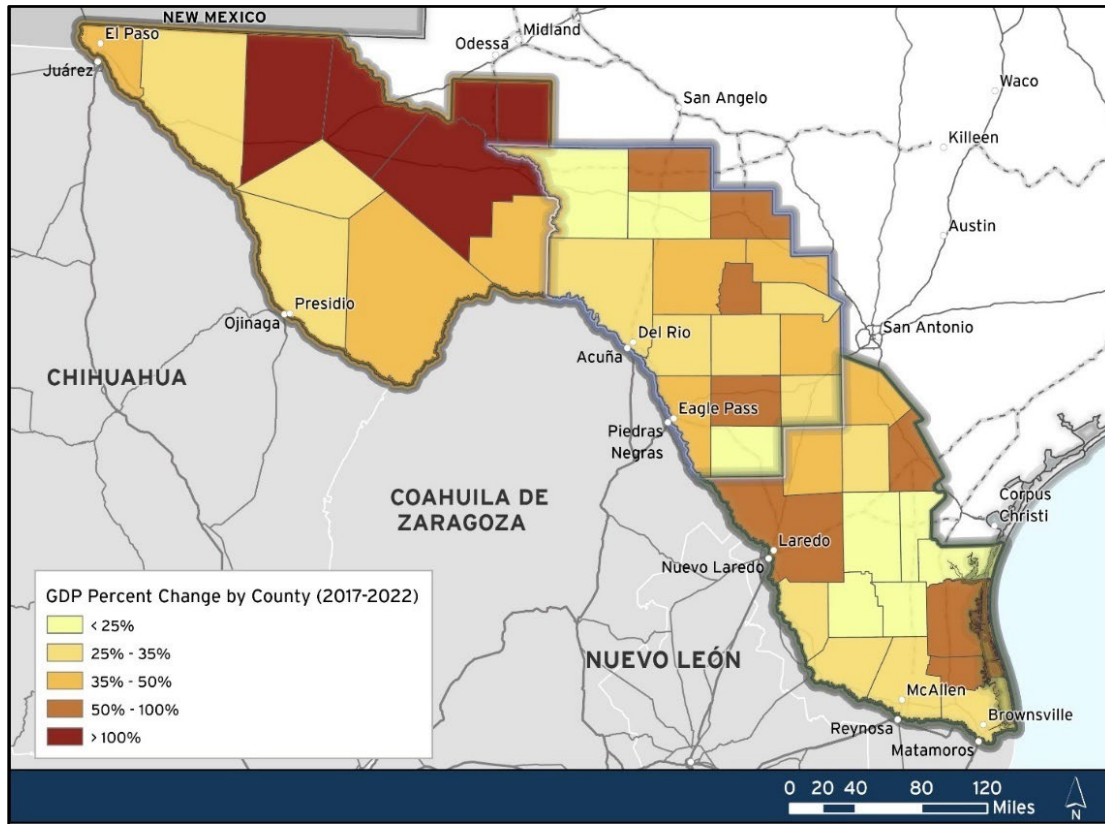 NEW MEXICO
El Paso
Juárez
Midland
Odessa
San Angelo
Waco
Killeen
Austin
San Antonio
Presidio
Ojinaga
CHIHUAHUA
Del Rio
Acuña
Eagle Pass
Piedras
Negras
COAHUILA DE
ZARAGOZA
Corpus
Christi
Laredo
Nuevo Laredo
NUEVO LEÓN
McAllen
Reynosa
Brownsville
Matamoros
GDP Percent Change by County (2017-2022)
< 25%
25% - 35%
35% - 50%
50% - 100%
> 100%
0 20 40 80 120
Miles
N